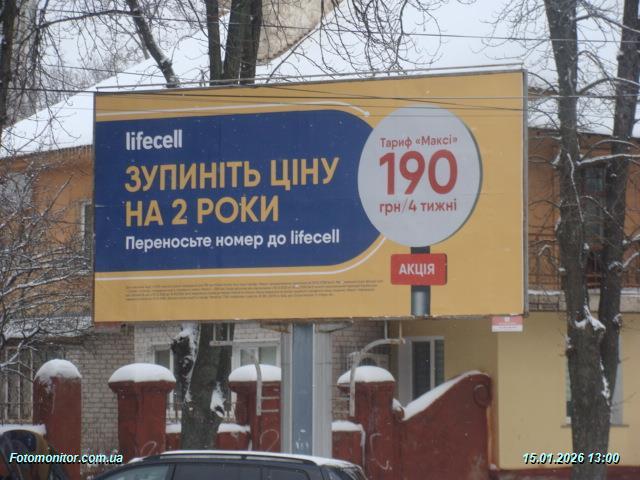 lifecell
ЗУПИНІТЬ ЦІНУ
НА 2 РОКИ
Переносьте номер до lifecell
Тариф «Максі»
190
грн/4 тижні
АКЦІЯ
Fotomonitor.com.ua
15.01.2026 13:00